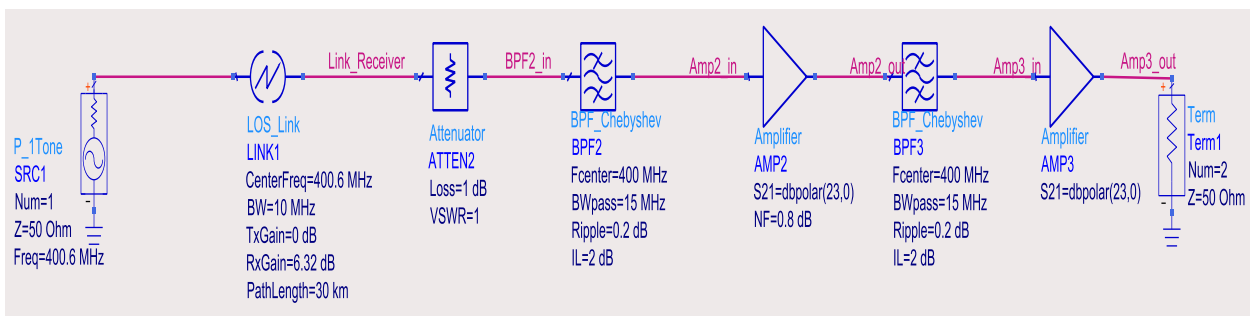 Link_Receiver
BPF2_in
Amp2_in
Amp2_out
Amp3_in
Amp3_out
+
-
P_1Tone
SRC1
Num=1
Z=50 Ohm
Freq=400.6 MHz
LOS_Link
LINK1
CenterFreq=400.6 MHz
BW=10 MHz
TxGain=0 dB
RxGain=6.32 dB
PathLength=30 km
Attenuator
ATTEN2
Loss=1 dB
VSWR=1
BPF_Chebyshev
BPF2
Fcenter=400 MHz
BWpass=15 MHz
Ripple=0.2 dB
IL=2 dB
Amplifier
AMP2
S21=dbpolar(23,0)
NF=0.8 dB
BPF_Chebyshev
BPF3
Fcenter=400 MHz
BWpass=15 MHz
Ripple=0.2 dB
IL=2 dB
Amplifier
AMP3
S21=dbpolar(23,0)
+
-
Term
Term1
Num=2
Z=50 Ohm